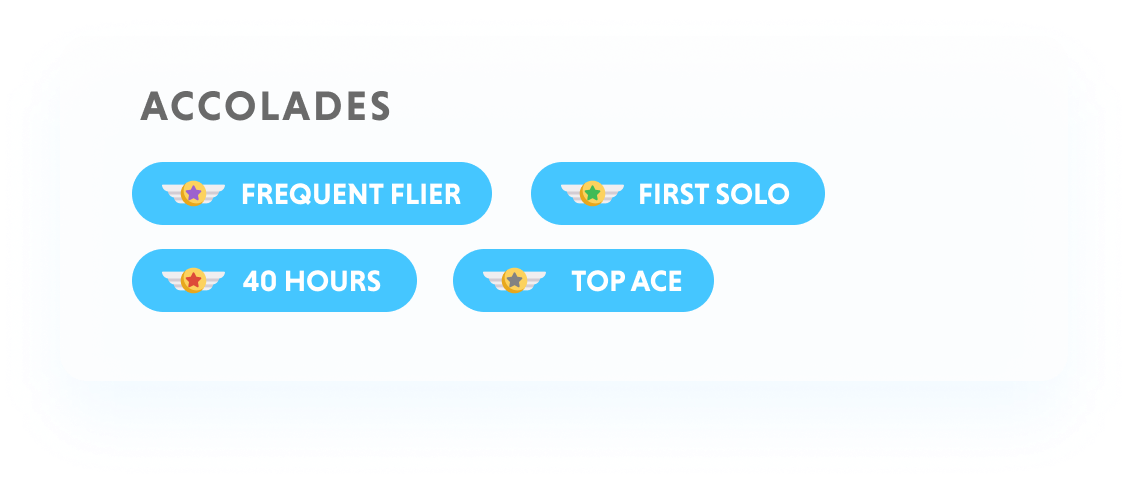 ACCOLADES
FREQUENT FLIER
FIRST SOLO
40 HOURS
TOP ACE